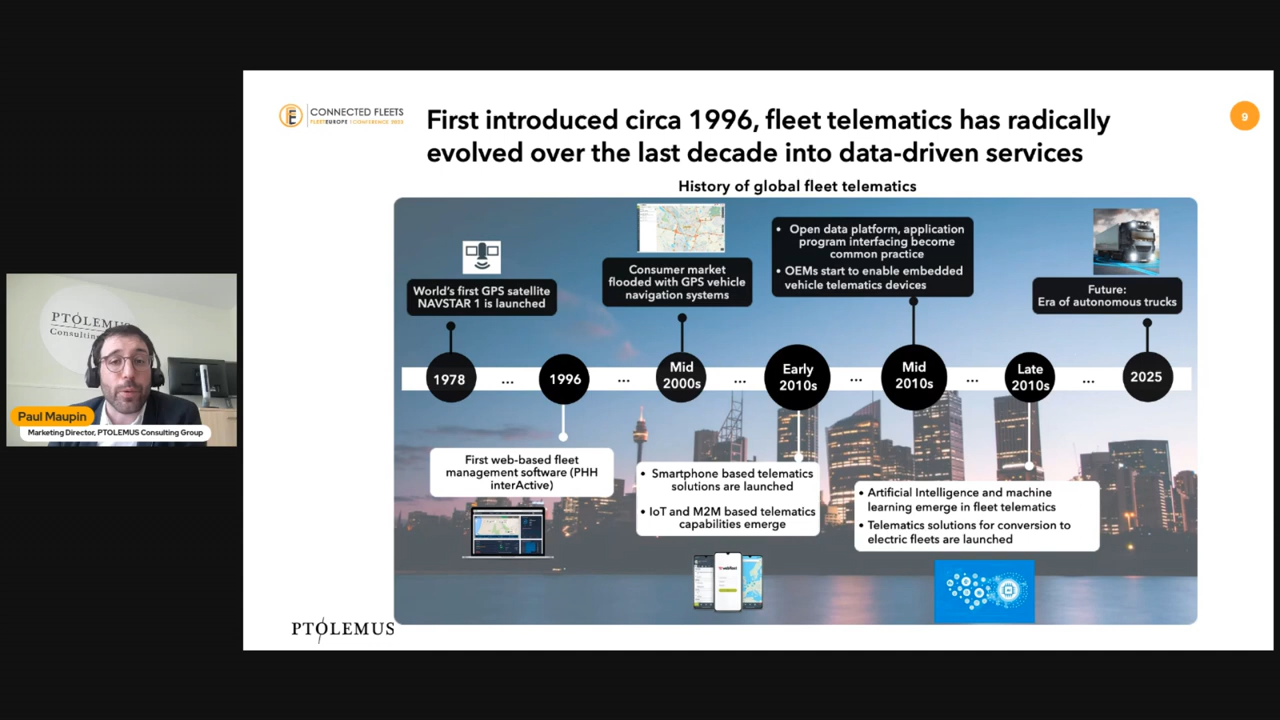 CONNECTED FLEETS
FLEETEUROPE CONFERENCE
First introduced circa 1996, fleet telematics has radically
evolved over the last decade into data-driven services
9
History of global fleet telematics
World's first GPS satellite
NAVSTAR 1 is launched
Consumer market
flooded with GPS vehicle
navigation systems
• Open data platform, application
program interfacing become
common practice
• OEMs start to enable embedded
vehicle telematics devices
Future:
Era of autonomous trucks
1978
...
1996
...
Mid
2000s
...
Early
2010s
...
Mid
2010s
...
Late
2010s
...
2025
First web-based fleet
management software (PHH
interActive)
• Smartphone based telematics
solutions are launched
• IoT and M2M based telematics
capabilities emerge
• Artificial Intelligence and machine
learning emerge in fleet telematics
• Telematics solutions for conversion to
electric fleets are launched
PTOLEMUS
PTOLEMUS
Consulting
Paul Maupin
Marketing Director, PTOLEMUS Consulting Group